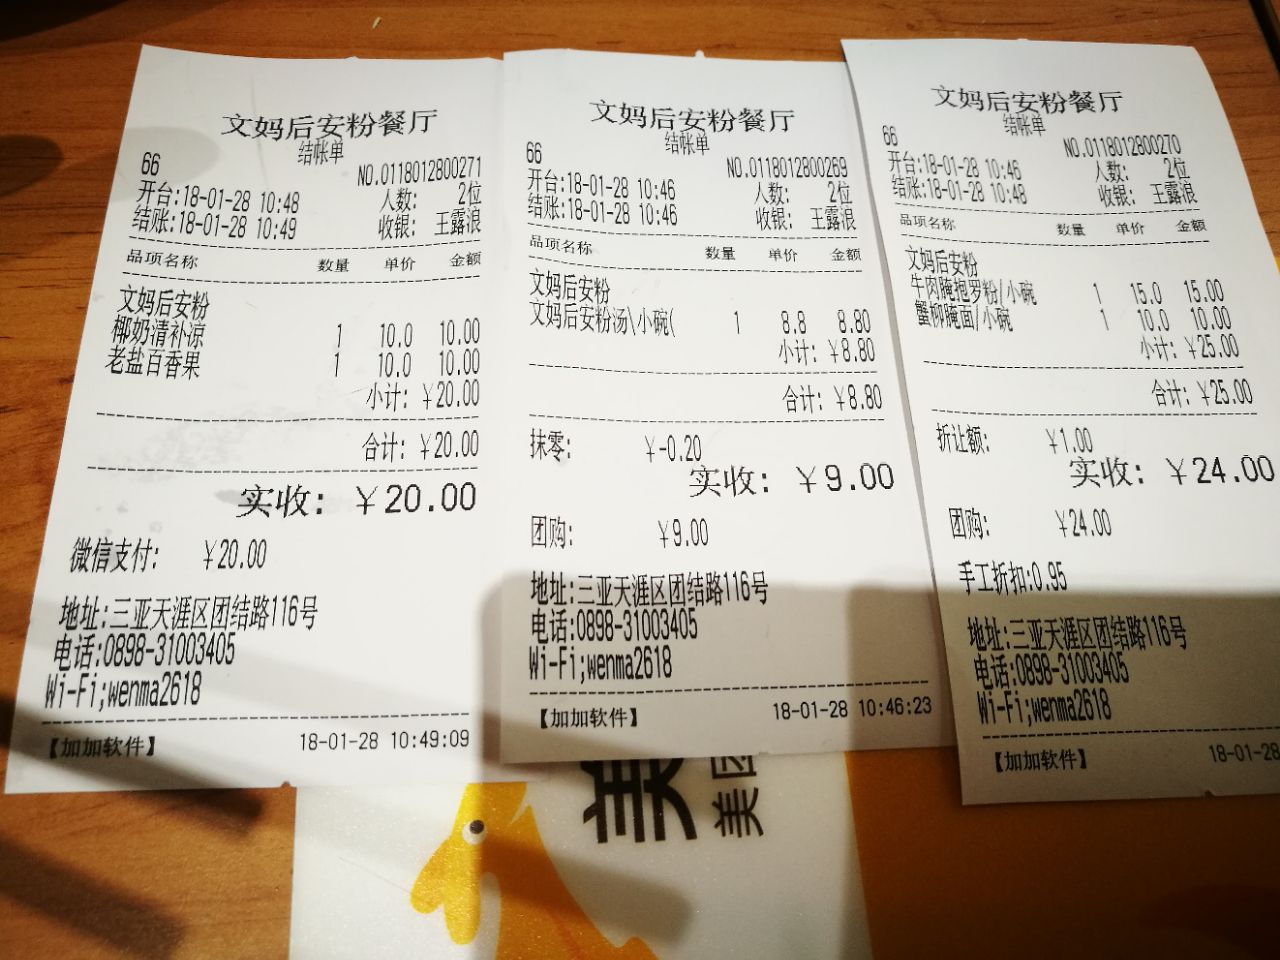 文妈后安粉餐厅
结帐单
66
NO.0118012800271
开台:18-01-28 10:48 人数: 2位
结账:18-01-28 10:49 收银: 王露浪
品项名称 数量 单价 金额
文妈后安粉
椰奶清补凉 1 10.0 10.00
老盐百香果 1 10.0 10.00
小计: ¥20.00
合计: ¥20.00
实收: ¥20.00
微信支付: ¥20.00
地址:三亚天涯区团结路116号
电话:0898-31003405
Wi-Fi;wenma2618
【加加软件】 18-01-28 10:49:09
文妈后安粉餐厅
结帐单
66
NO.0118012800269
开台:18-01-28 10:46 人数: 2位
结账:18-01-28 10:46 收银: 王露浪
品项名称 数量 单价 金额
文妈后安粉
文妈后安粉汤\小碗( 1 8.8 8.80
小计: ¥8.80
合计: ¥8.80
抹零: ¥-0.20
实收: ¥9.00
团购: ¥9.00
地址:三亚天涯区团结路116号
电话:0898-31003405
Wi-Fi;wenma2618
【加加软件】 18-01-28 10:46:23
文妈后安粉餐厅
结帐单
66
NO.0118012800270
开台:18-01-28 10:46 人数: 2位
结账:18-01-28 10:48 收银: 王露浪
品项名称 数量 单价 金额
文妈后安粉
牛肉腌抱罗粉/小碗 1 15.0 15.00
蟹柳腌面/小碗 1 10.0 10.00
小计: ¥25.00
合计: ¥25.00
折让额: ¥1.00
实收: ¥24.00
团购: ¥24.00
手工折扣:0.95
地址:三亚天涯区团结路116号
电话:0898-31003405
Wi-Fi;wenma2618
【加加软件】 18-01-28
美
美团